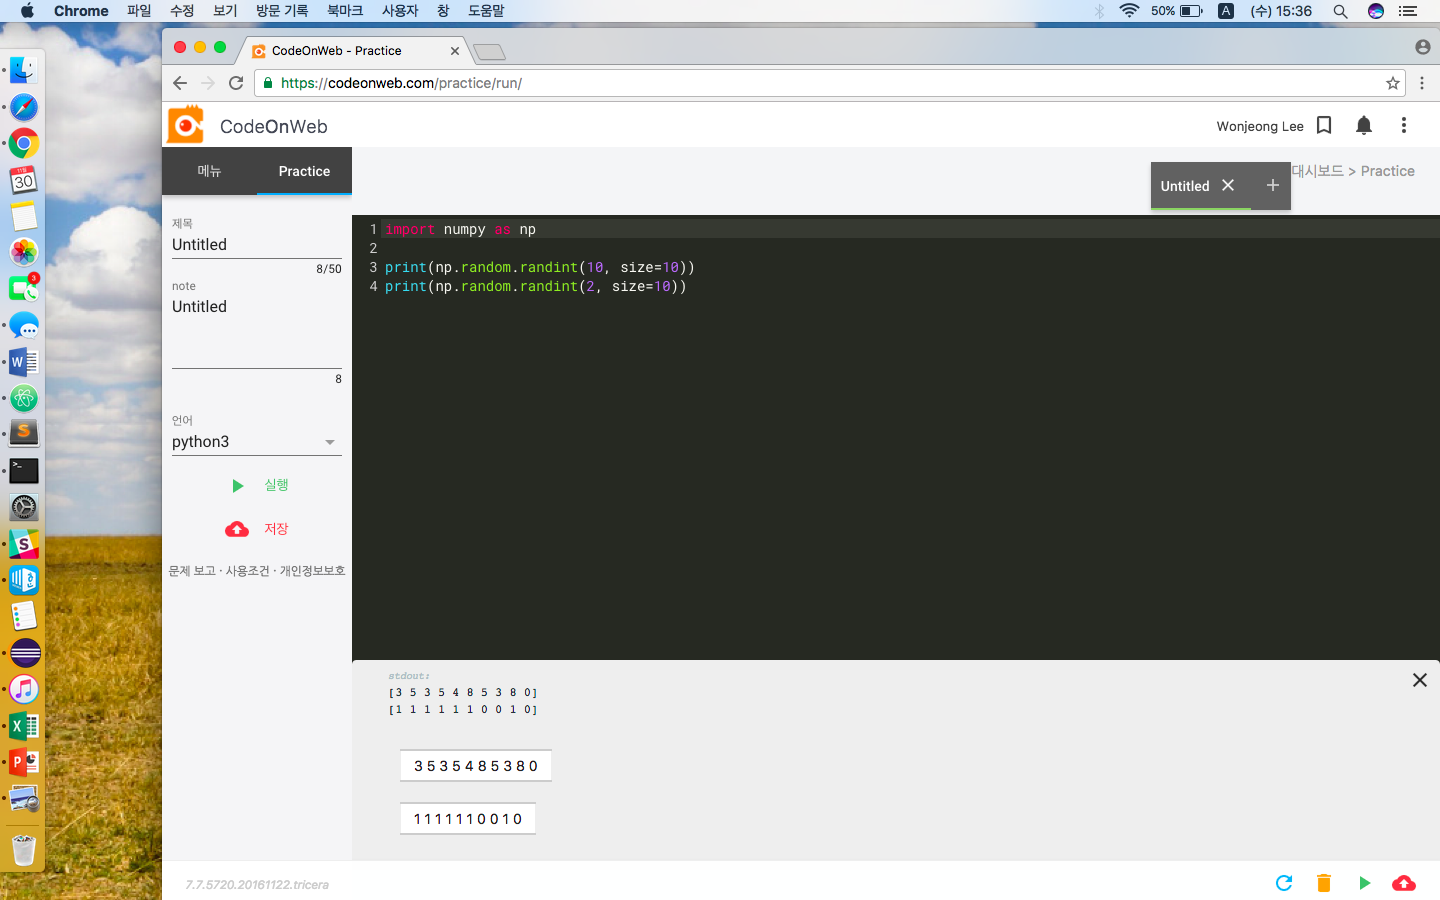 Chrome 파일 수정 보기 방문 기록 북마크 사용자 창 도움말 50% A (수) 15:36
CodeOnWeb - Practice
https://codeonweb.com/practice/run/
CodeOnWeb
Wonjeong Lee
메뉴 Practice
Untitled
대시보드 > Practice
제목
Untitled
8/50
note
Untitled
8
언어
python3
실행
저장
문제 보고 · 사용조건 · 개인정보보호
1 import numpy as np
2
3 print(np.random.randint(10, size=10))
4 print(np.random.randint(2, size=10))
stdout:
[3 5 3 5 4 8 5 3 8 0]
[1 1 1 1 1 1 0 0 1 0]
3 5 3 5 4 8 5 3 8 0
1 1 1 1 1 1 0 0 1 0
7.7.5720.20161122.tricera
11월
30
3
W
S
>_
S
X
P